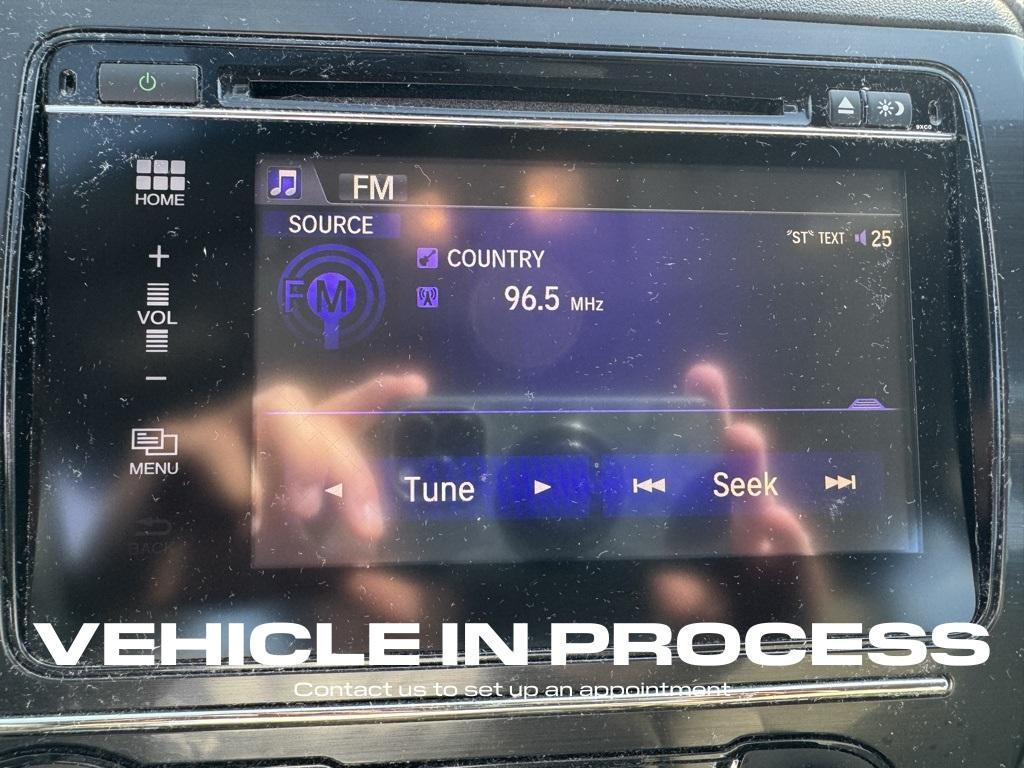 FM
HOME
SOURCE
"ST" TEXT 25
COUNTRY
FM
96.5 MHz
+
VOL
−
MENU
Tune
Seek
BACK
VEHICLE IN PROCESS
Contact us to set up an appointment